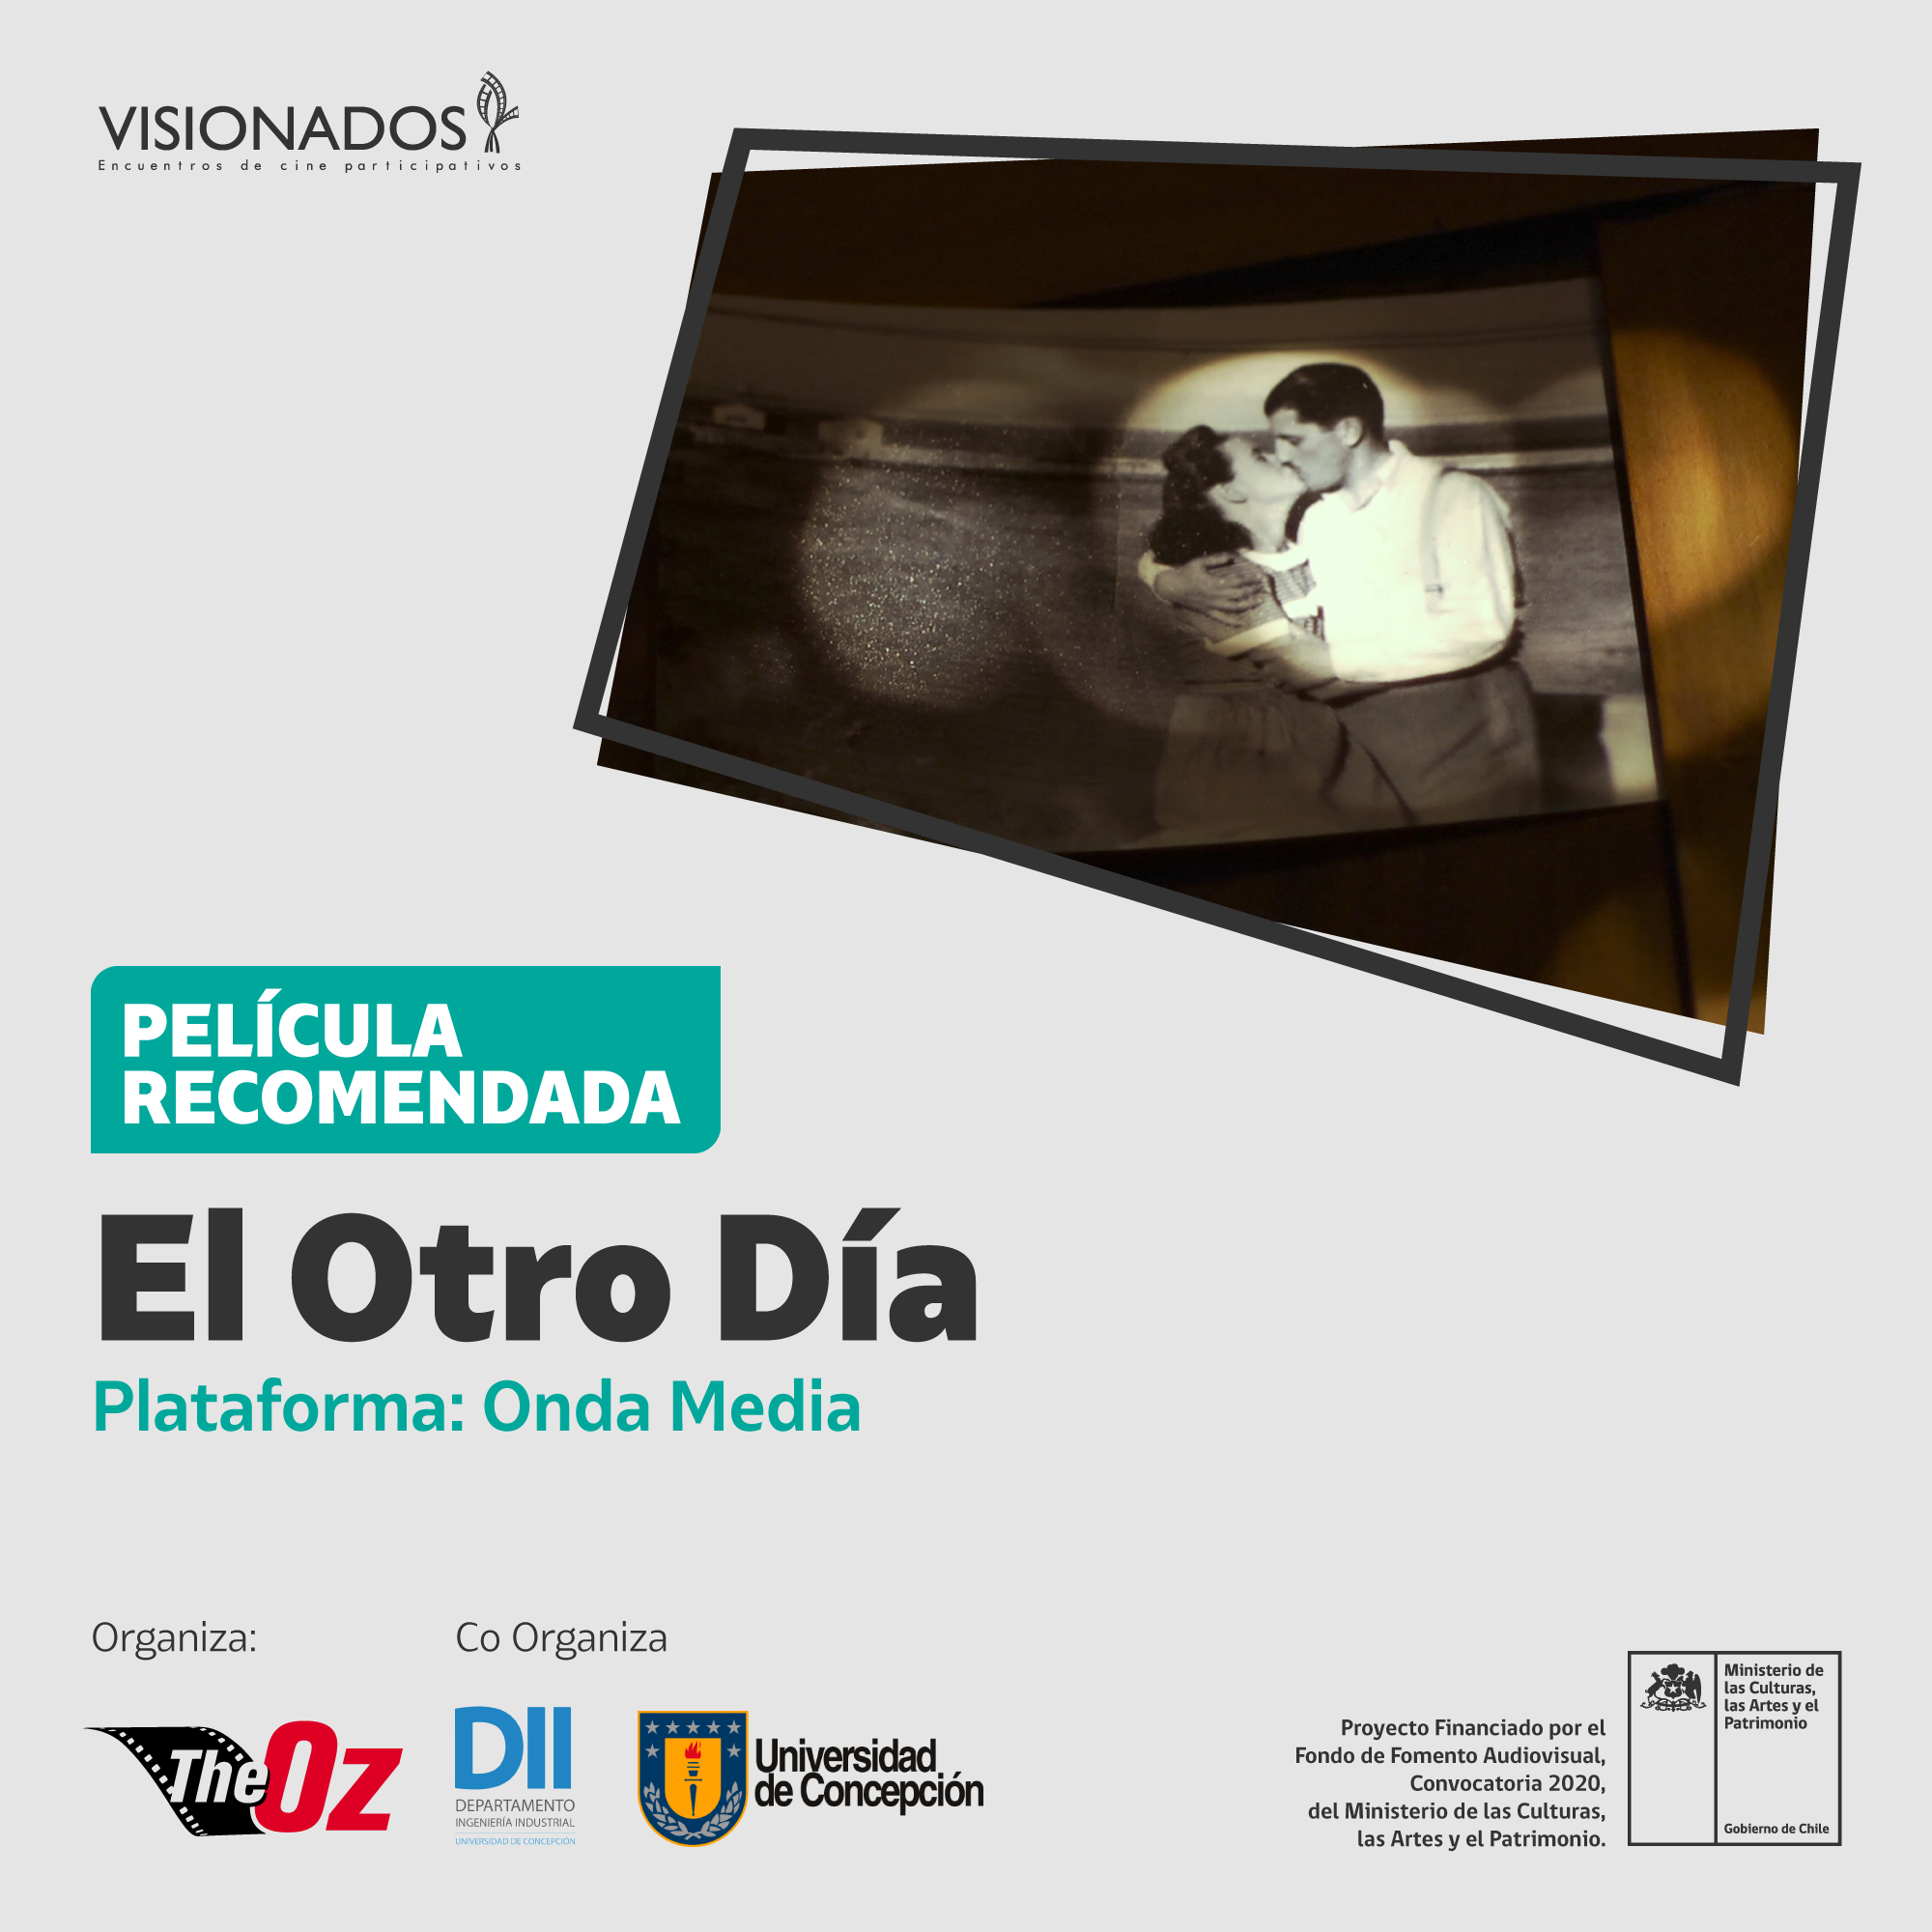 VISIONADOS
Encuentros de cine participativos
PELÍCULA
RECOMENDADA
El Otro Día
Plataforma: Onda Media
Organiza:
The Oz
Co Organiza
DII
DEPARTAMENTO
INGENIERÍA INDUSTRIAL
UNIVERSIDAD DE CONCEPCIÓN
Universidad
de Concepción
Proyecto Financiado por el
Fondo de Fomento Audiovisual,
Convocatoria 2020,
del Ministerio de las Culturas,
las Artes y el Patrimonio.
Ministerio de
las Culturas,
las Artes y el
Patrimonio
Gobierno de Chile